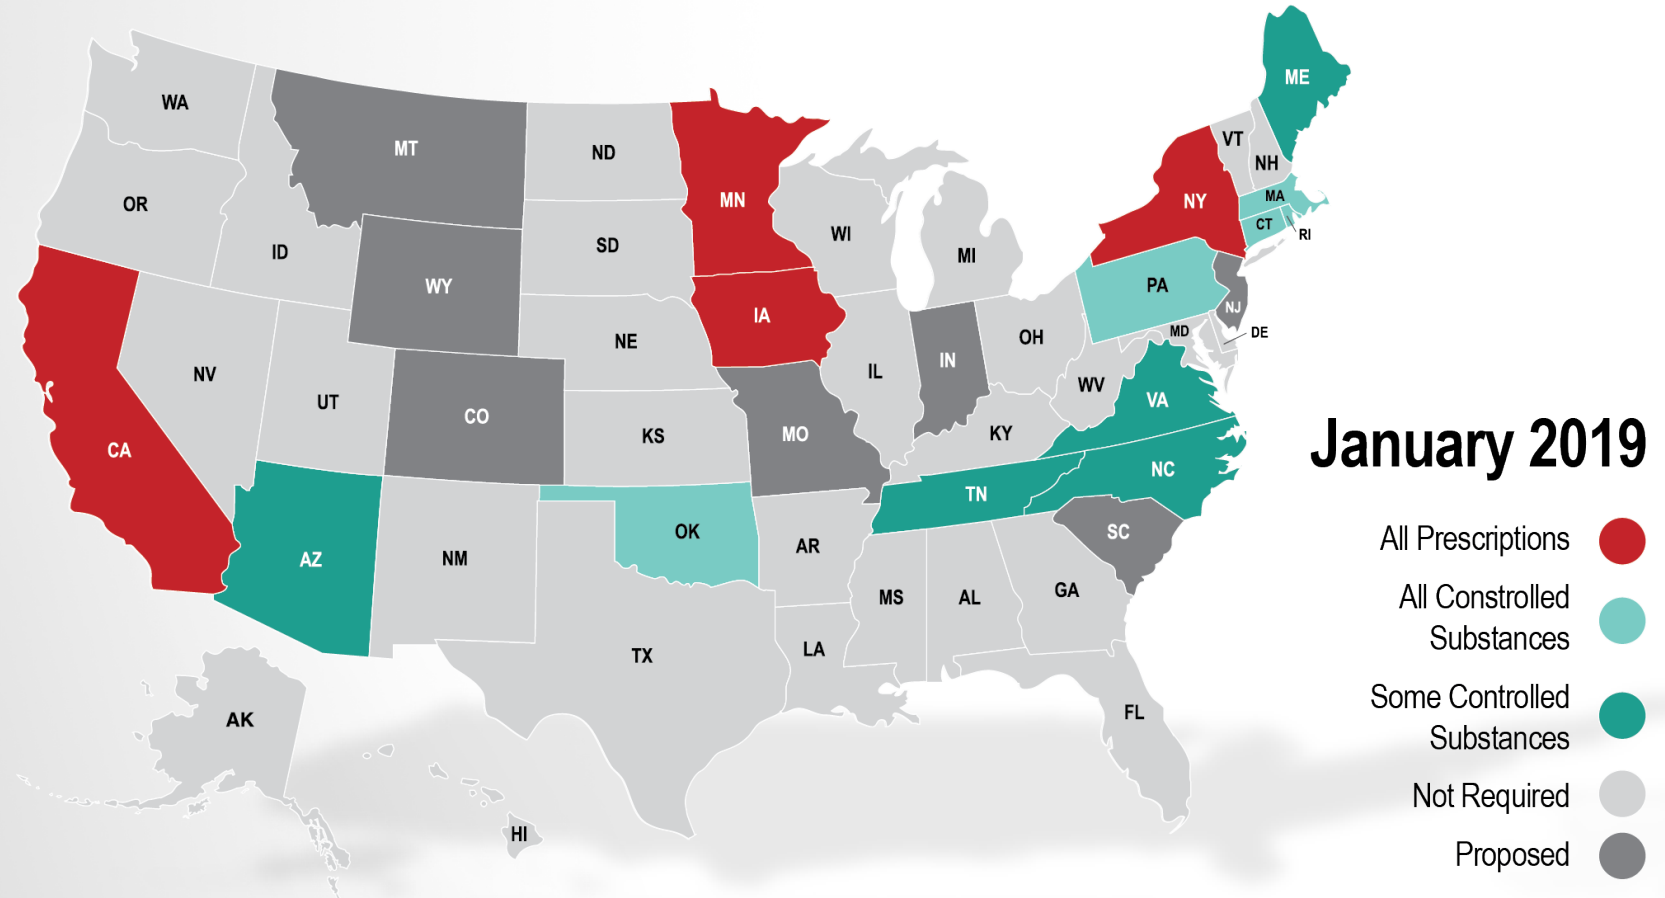 ME
WA
VT
MT
ND
NH
MN
NY
MA
OR
CT
RI
WI
SD
ID
MI
WY
PA
NJ
IA
MD
DE
OH
NE
IN
IL
NV
WV
VA
UT
CO
KY
MO
KS
CA
January 2019
NC
TN
OK
SC
All Prescriptions
AR
AZ
NM
GA
MS
AL
All Constrolled
Substances
LA
TX
Some Controlled
Substances
FL
AK
Not Required
HI
Proposed